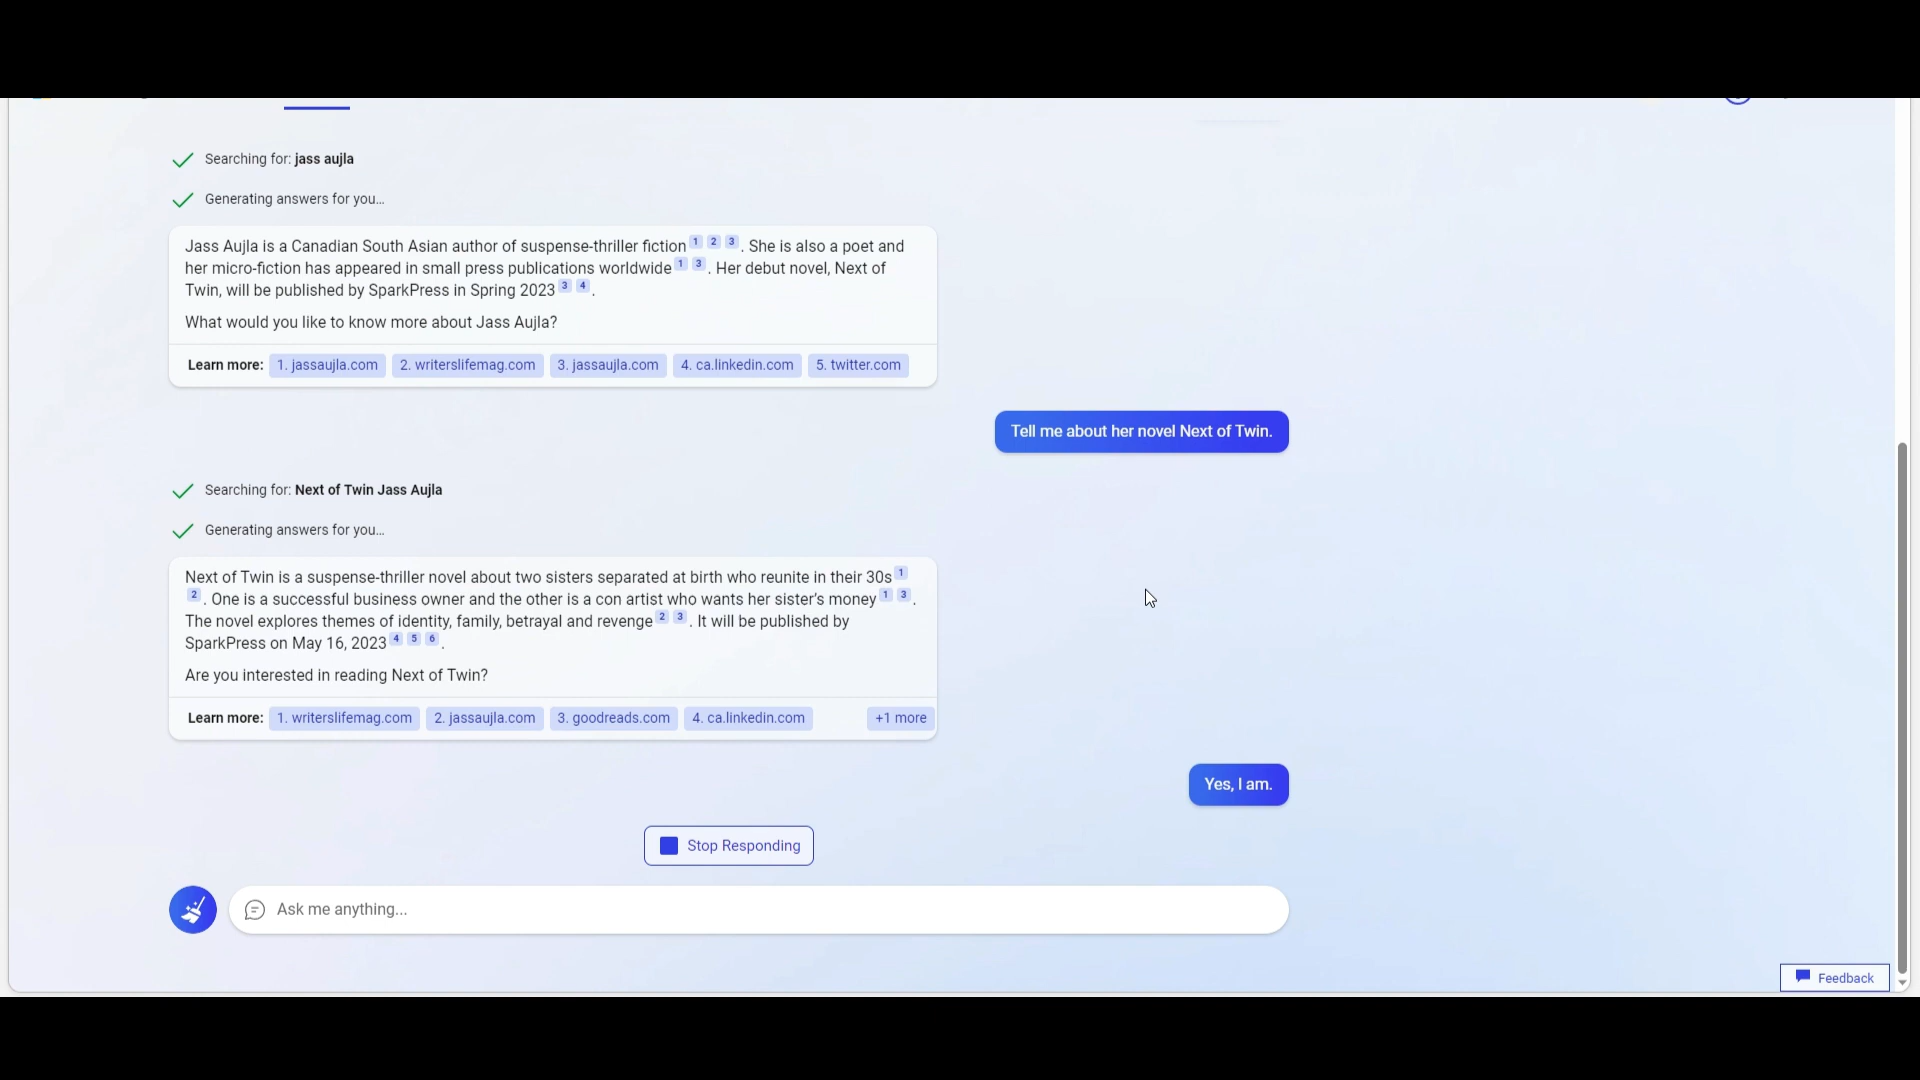 Searching for: jass aujla
Generating answers for you...
Jass Aujla is a Canadian South Asian author of suspense-thriller fiction 1 2 3 . She is also a poet and
her micro-fiction has appeared in small press publications worldwide 1 3 . Her debut novel, Next of
Twin, will be published by SparkPress in Spring 2023 3 4 .
What would you like to know more about Jass Aujla?
Learn more: 1. jassaujla.com 2. writerslifemag.com 3. jassaujla.com 4. ca.linkedin.com 5. twitter.com
Tell me about her novel Next of Twin.
Searching for: Next of Twin Jass Aujla
Generating answers for you...
Next of Twin is a suspense-thriller novel about two sisters separated at birth who reunite in their 30s 1
2 . One is a successful business owner and the other is a con artist who wants her sister's money 1 3 .
The novel explores themes of identity, family, betrayal and revenge 2 3 . It will be published by
SparkPress on May 16, 2023 4 5 6 .
Are you interested in reading Next of Twin?
Learn more: 1. writerslifemag.com 2. jassaujla.com 3. goodreads.com 4. ca.linkedin.com +1 more
Yes, I am.
Stop Responding
Ask me anything...
Feedback